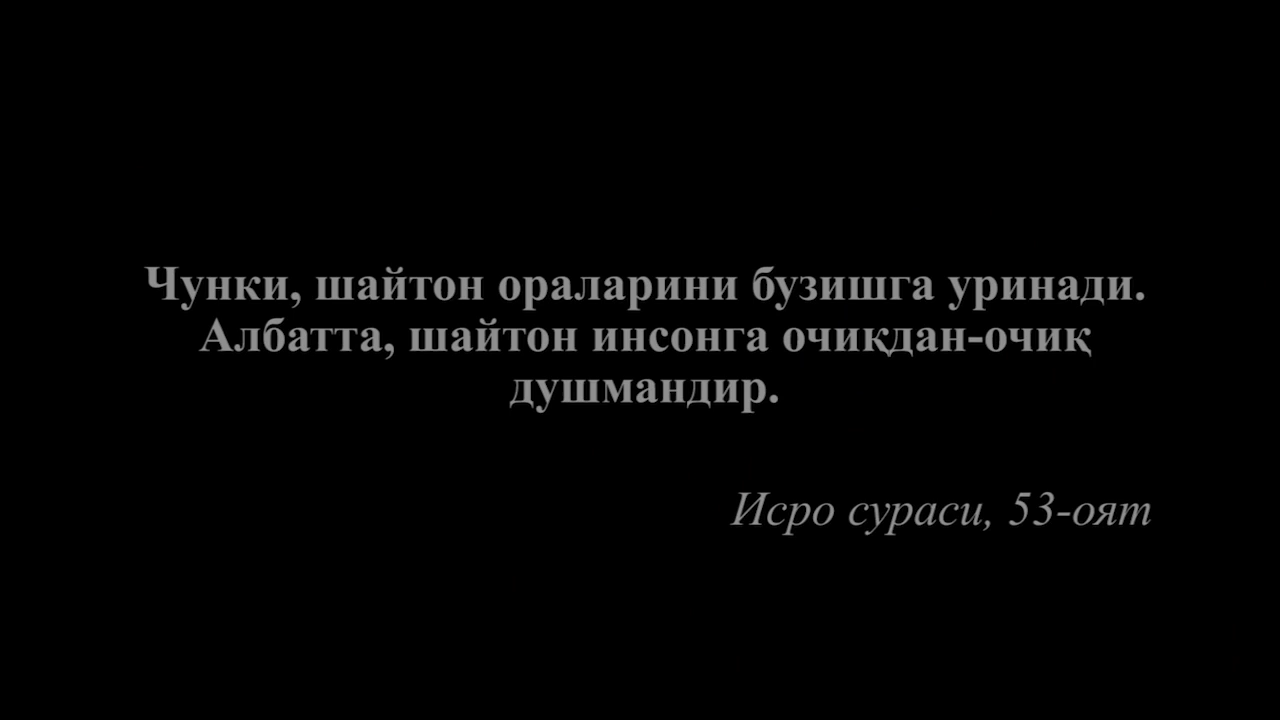 Чунки, шайтон ораларини бузишга уринади.
Албатта, шайтон инсонга очиқдан-очиқ
душмандир.
Исро сураси, 53-оят